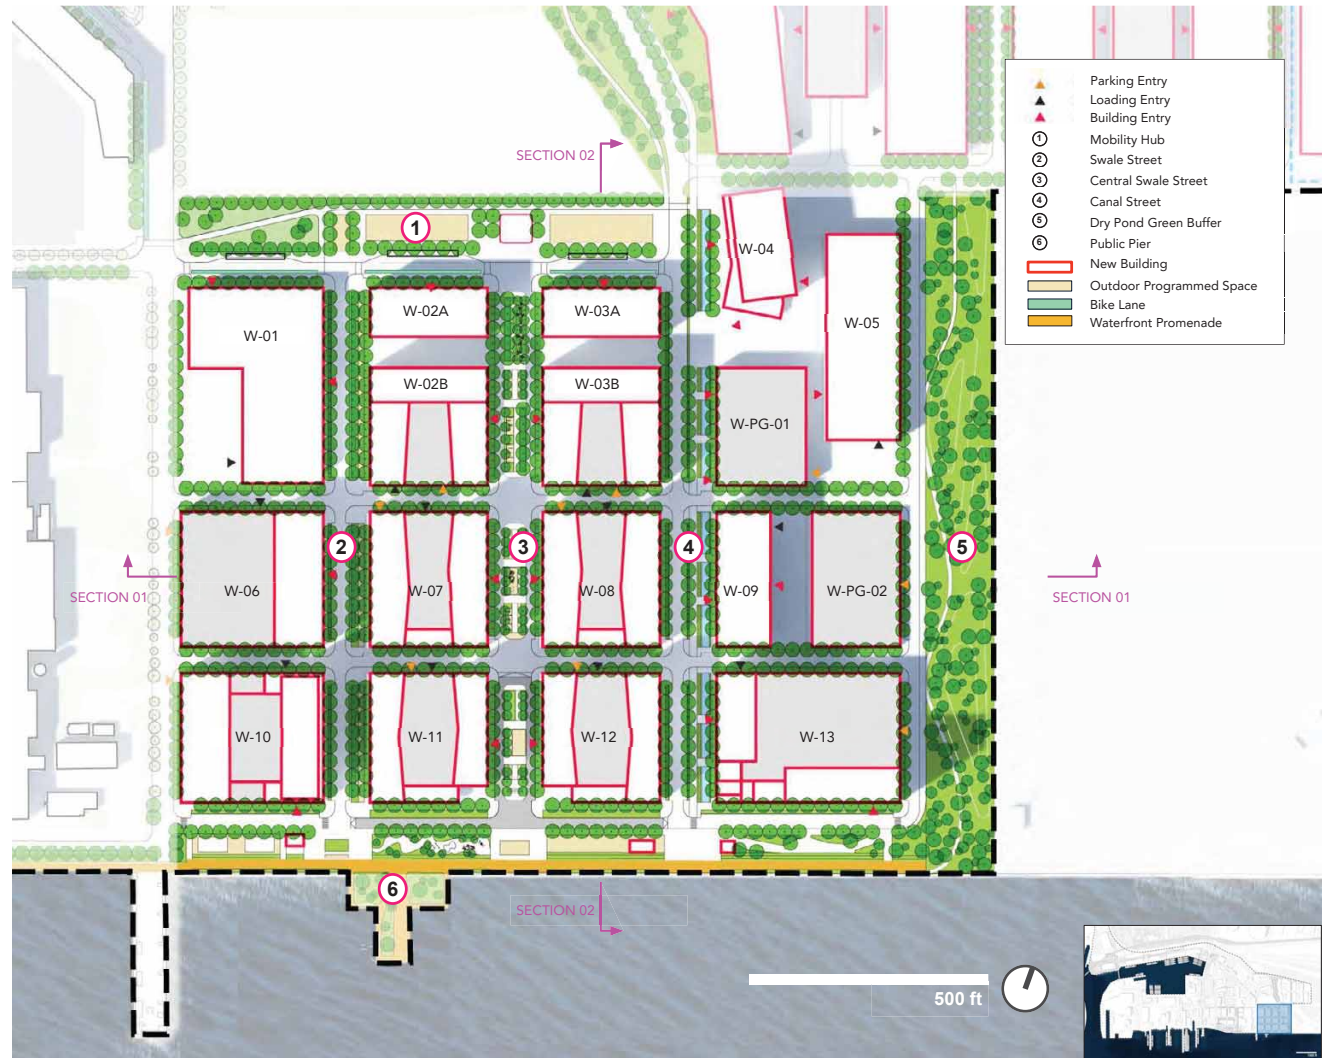 Parking Entry
Loading Entry
Building Entry
1 Mobility Hub
2 Swale Street
3 Central Swale Street
4 Canal Street
5 Dry Pond Green Buffer
6 Public Pier
New Building
Outdoor Programmed Space
Bike Lane
Waterfront Promenade
SECTION 02
1
W-04
W-01
W-02A
W-03A
W-05
W-02B
W-03B
W-PG-01
2
3
4
5
SECTION 01
W-06
W-07
W-08
W-09
W-PG-02
SECTION 01
W-10
W-11
W-12
W-13
6
SECTION 02
500 ft